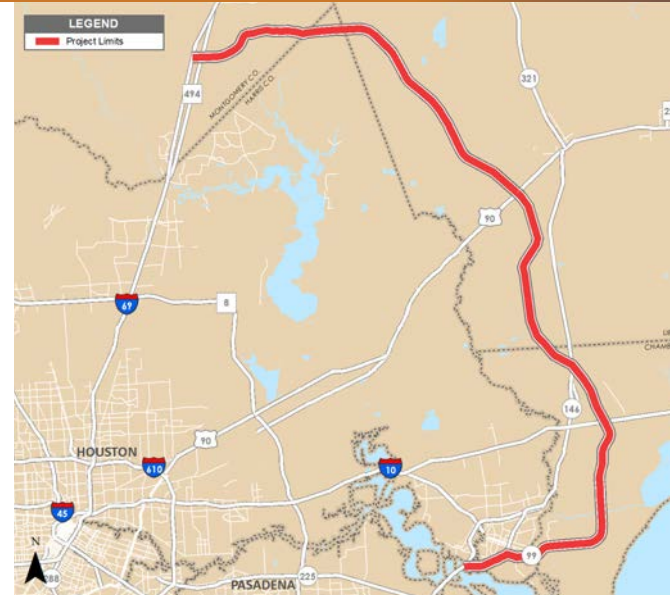 LEGEND
Project Limits
494
MONTGOMERY CO.
HARRIS CO.
321
90
69
8
146
90
HOUSTON
610
10
45
N
99
288
PASADENA
225